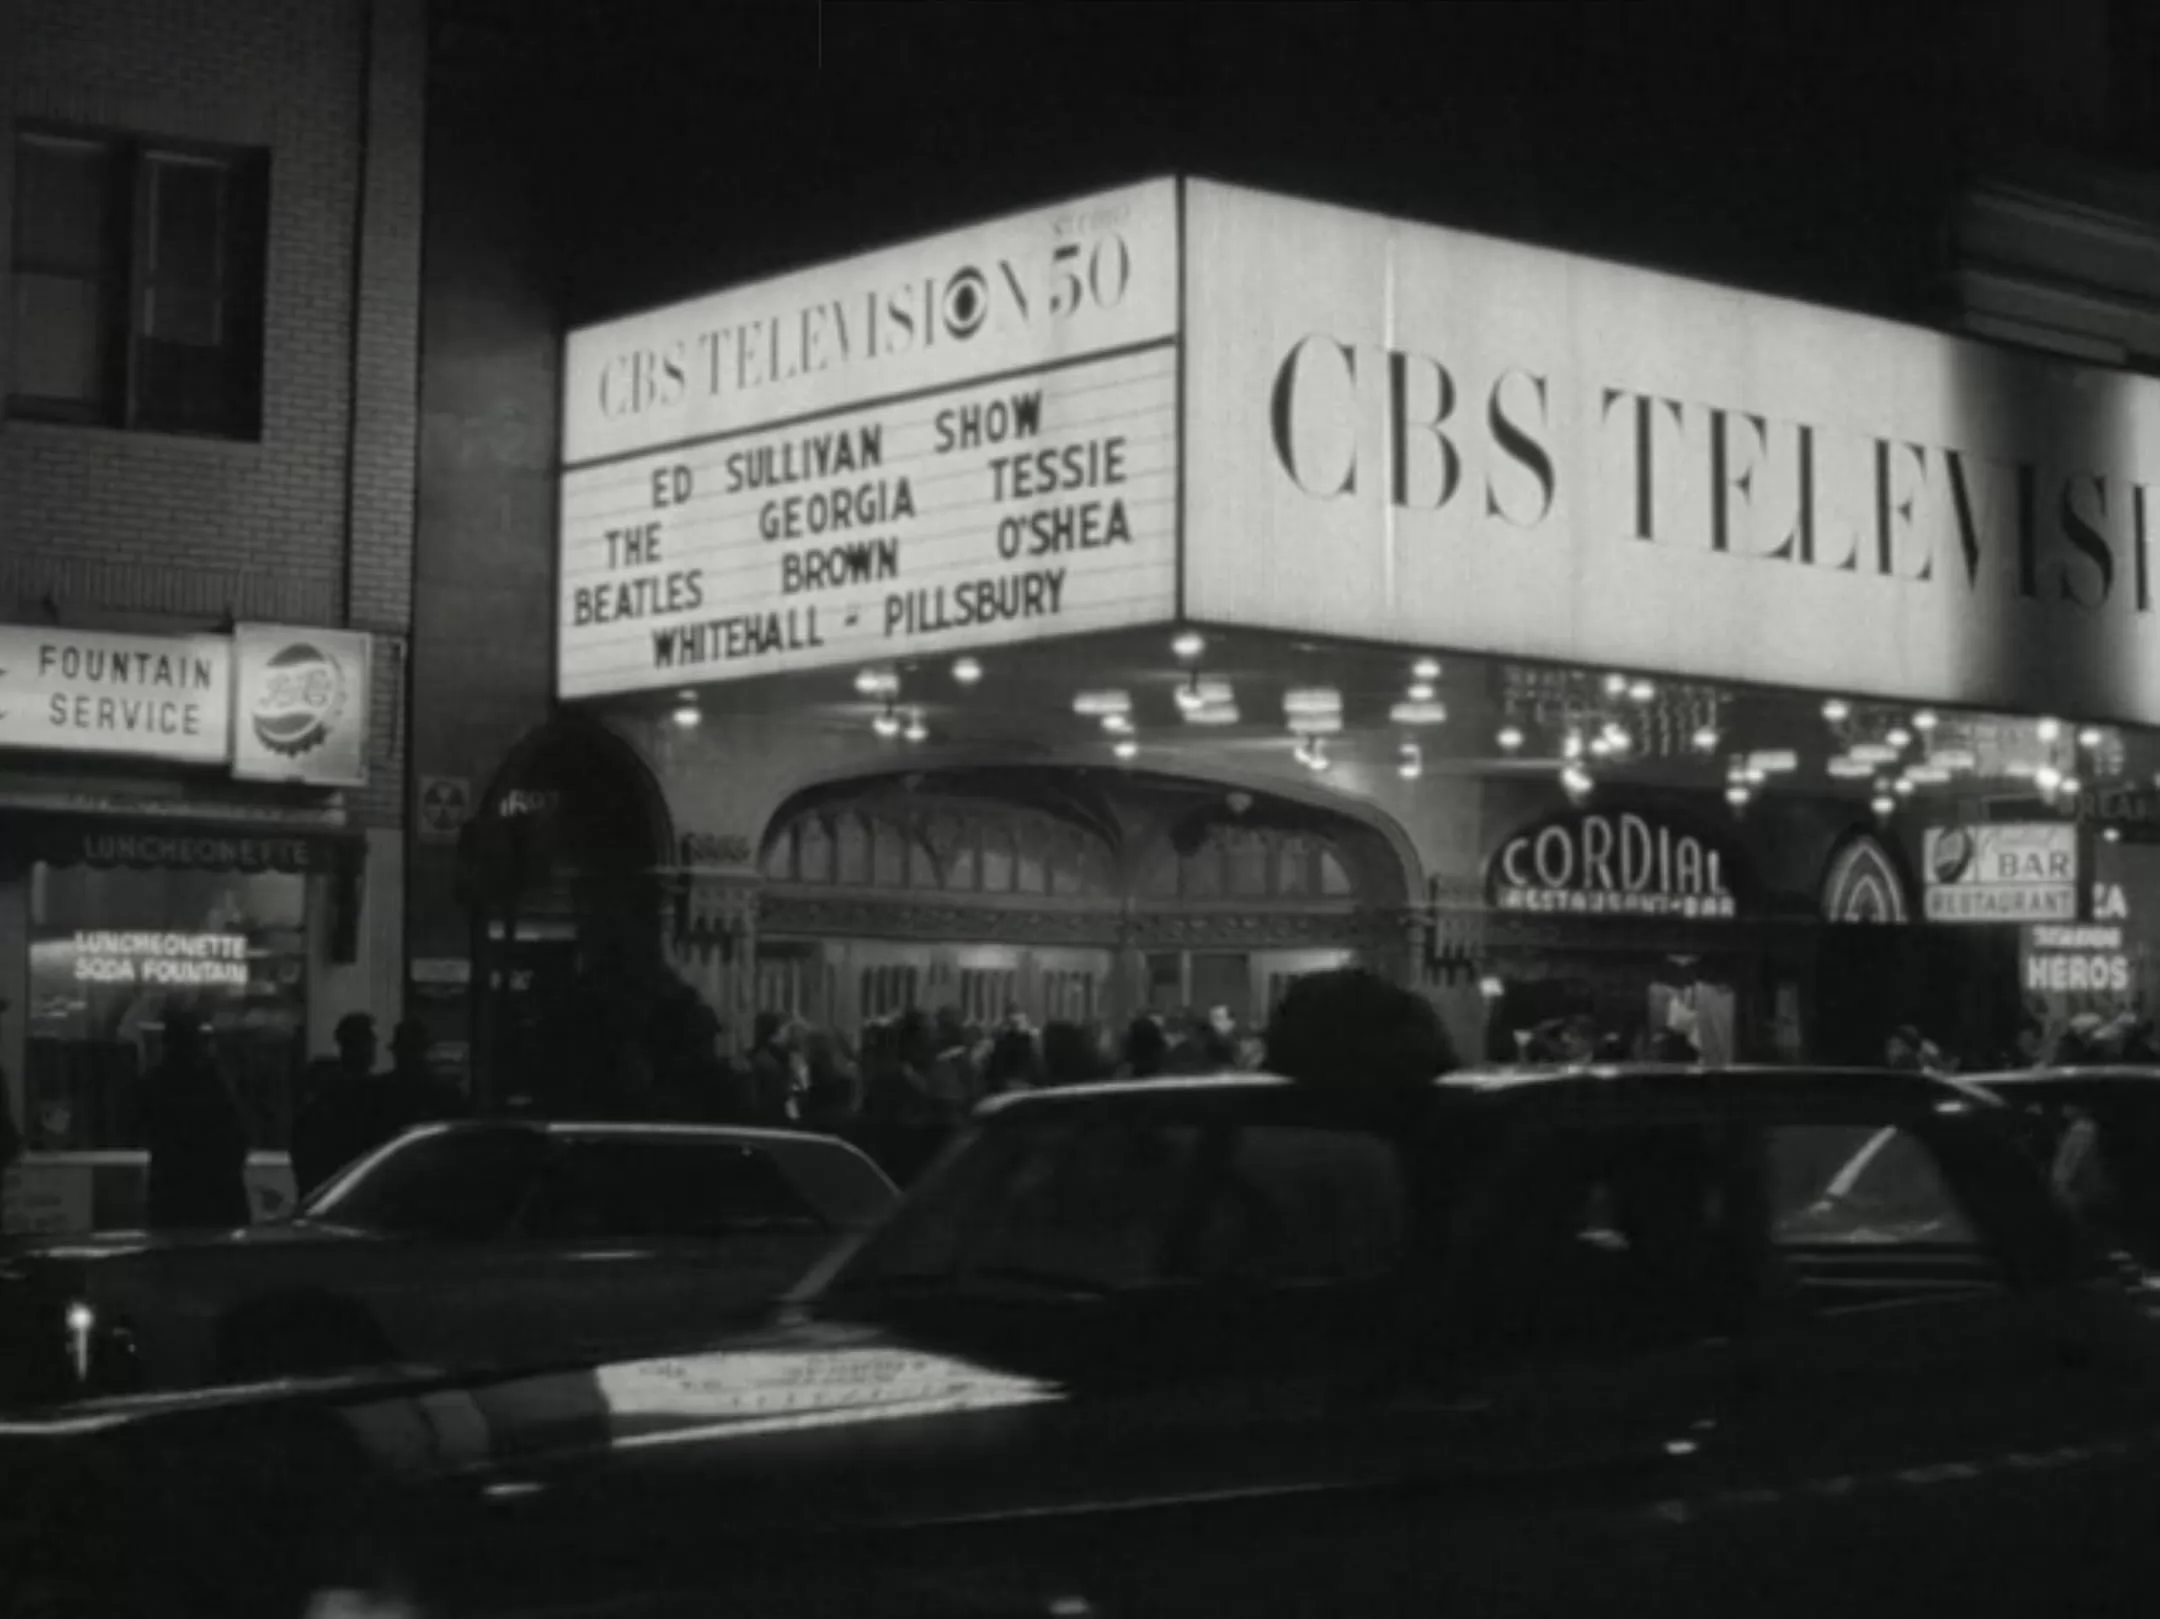 CBS TELEVISION 50
ED SULLIVAN SHOW
THE BEATLES
GEORGIA BROWN
TESSIE O'SHEA
WHITEHALL - PILLSBURY
CBS TELEVISI
FOUNTAIN
SERVICE
LUNCHEONETTE
LUNCHEONETTE
SODA FOUNTAIN
CORDIAL
RESTAURANT-BAR
BAR
RESTAURANT
HEROS